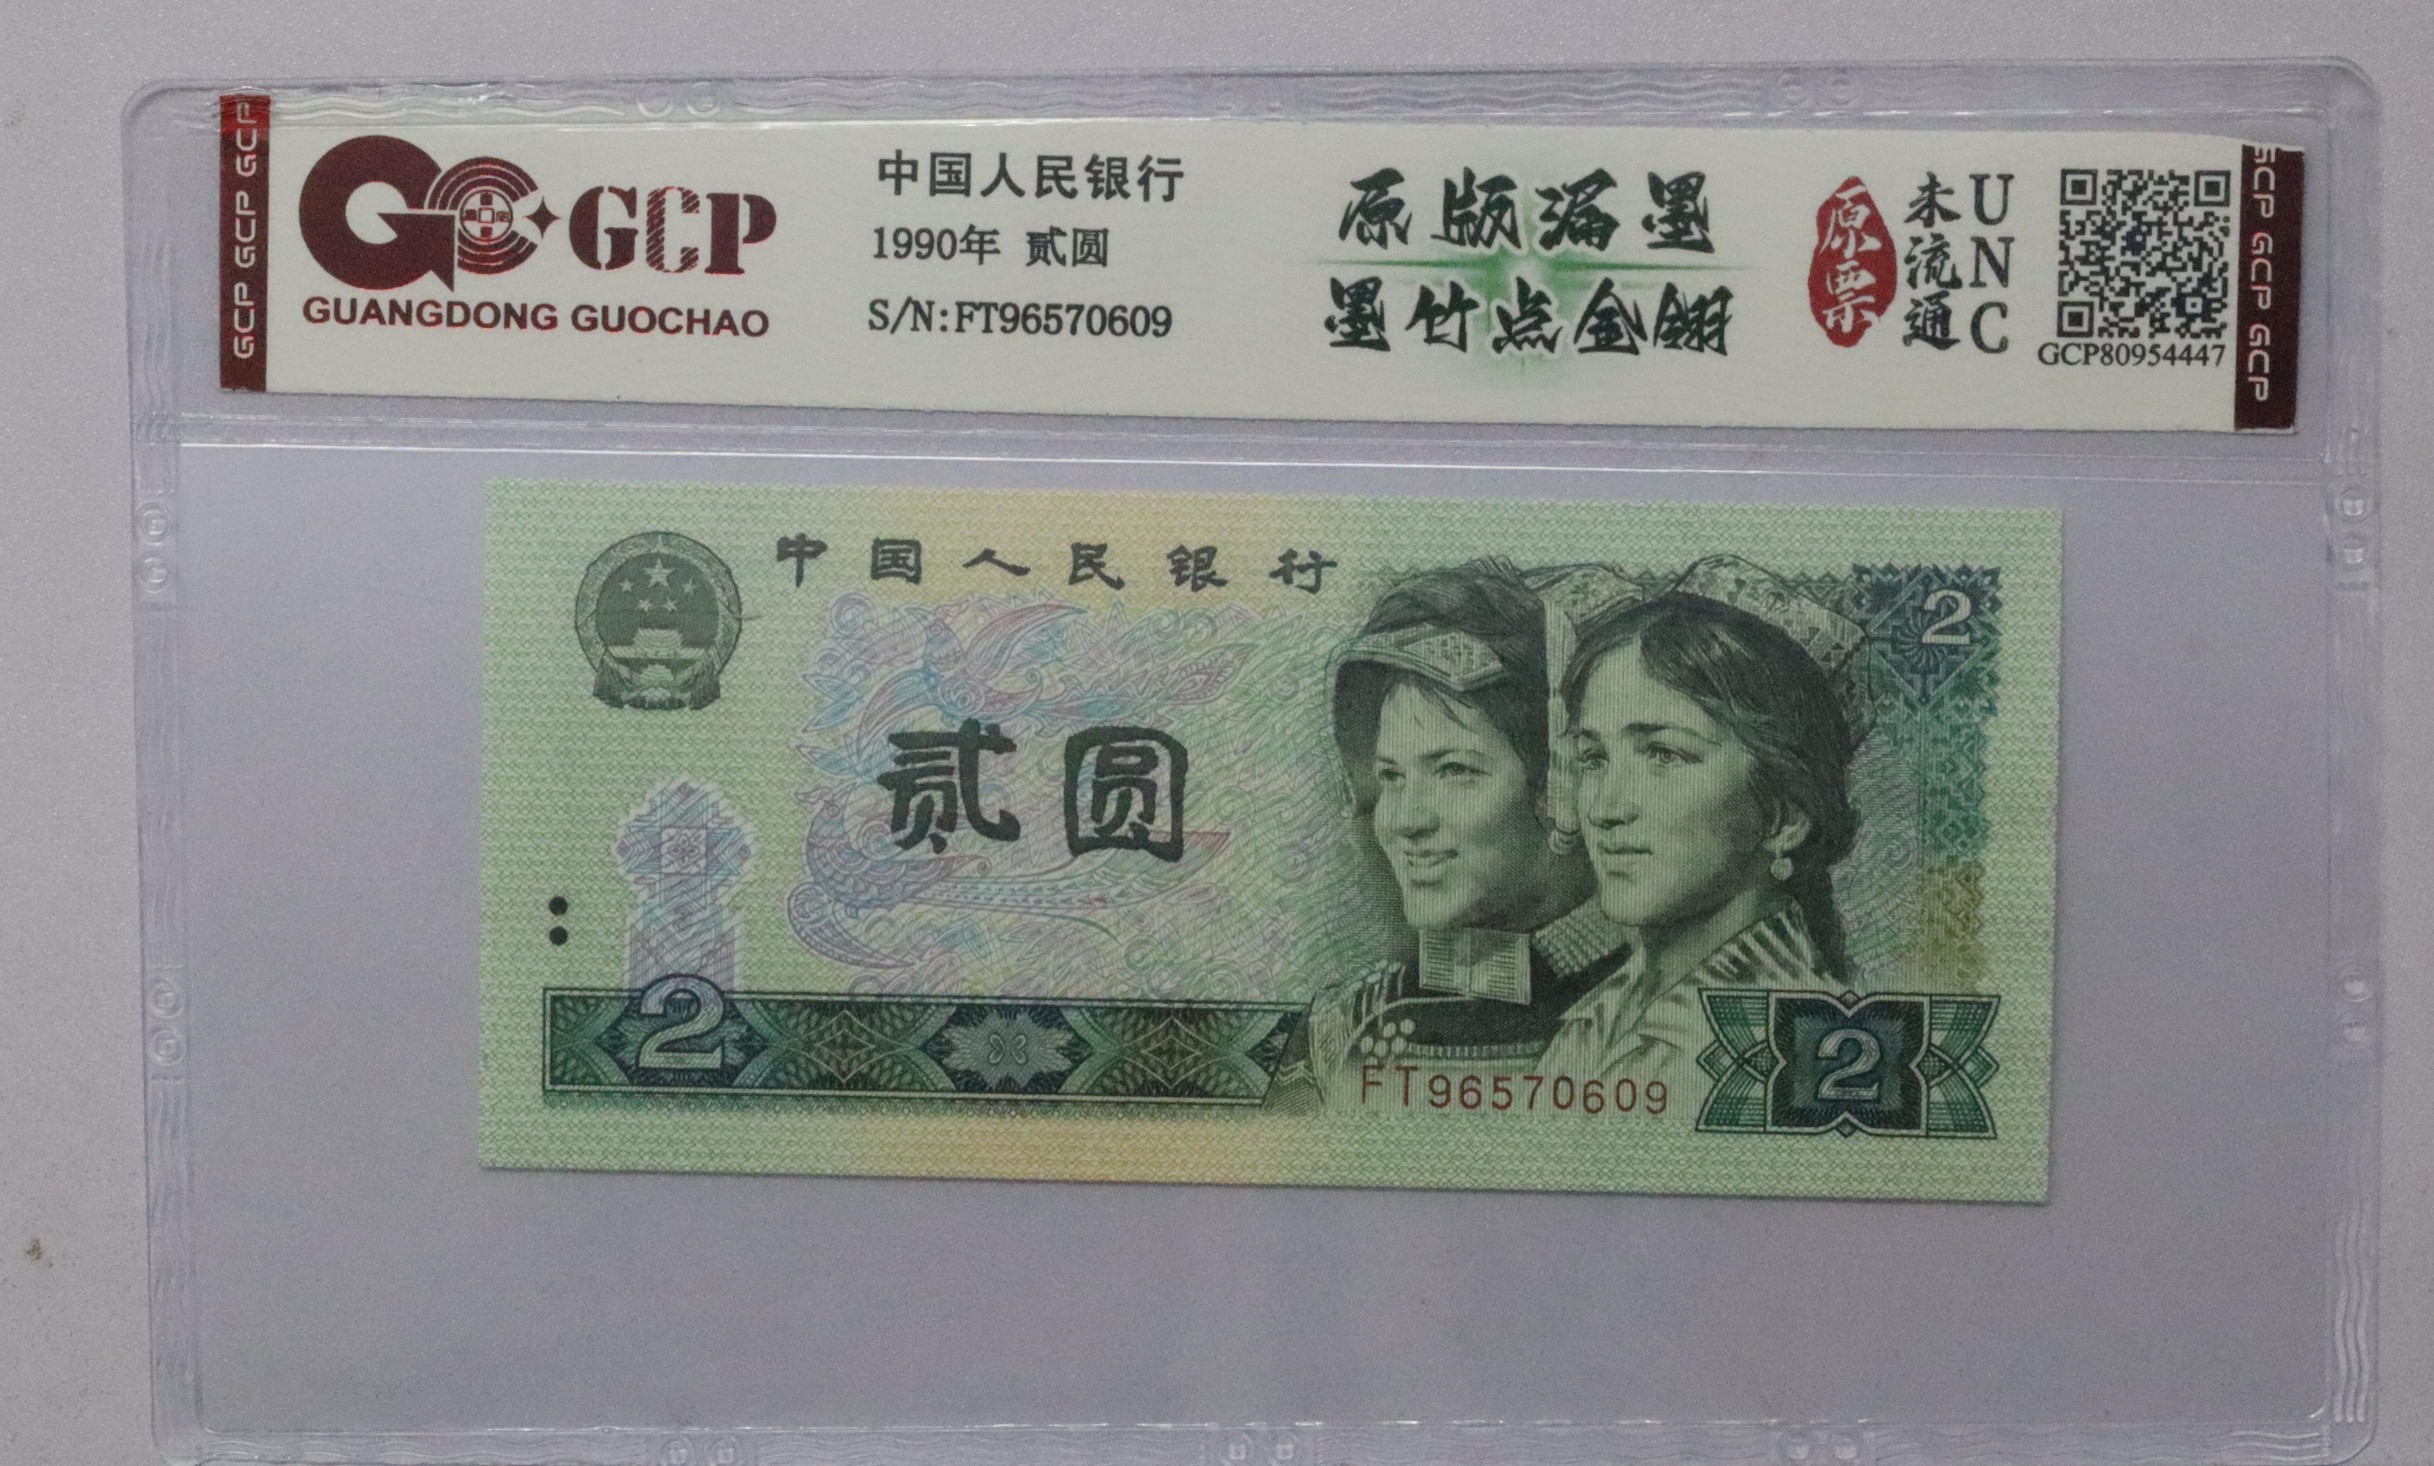 GCP GCP GCP
GCP
GUANGDONG GUOCHAO
中国人民银行
1990年 贰圆
S/N:FT96570609
原版漏墨
墨竹点金翎
原票
未流通
UNC
GCP80954447
GCP GCP GCP
中国人民银行
2
贰圆
2
FT96570609
2